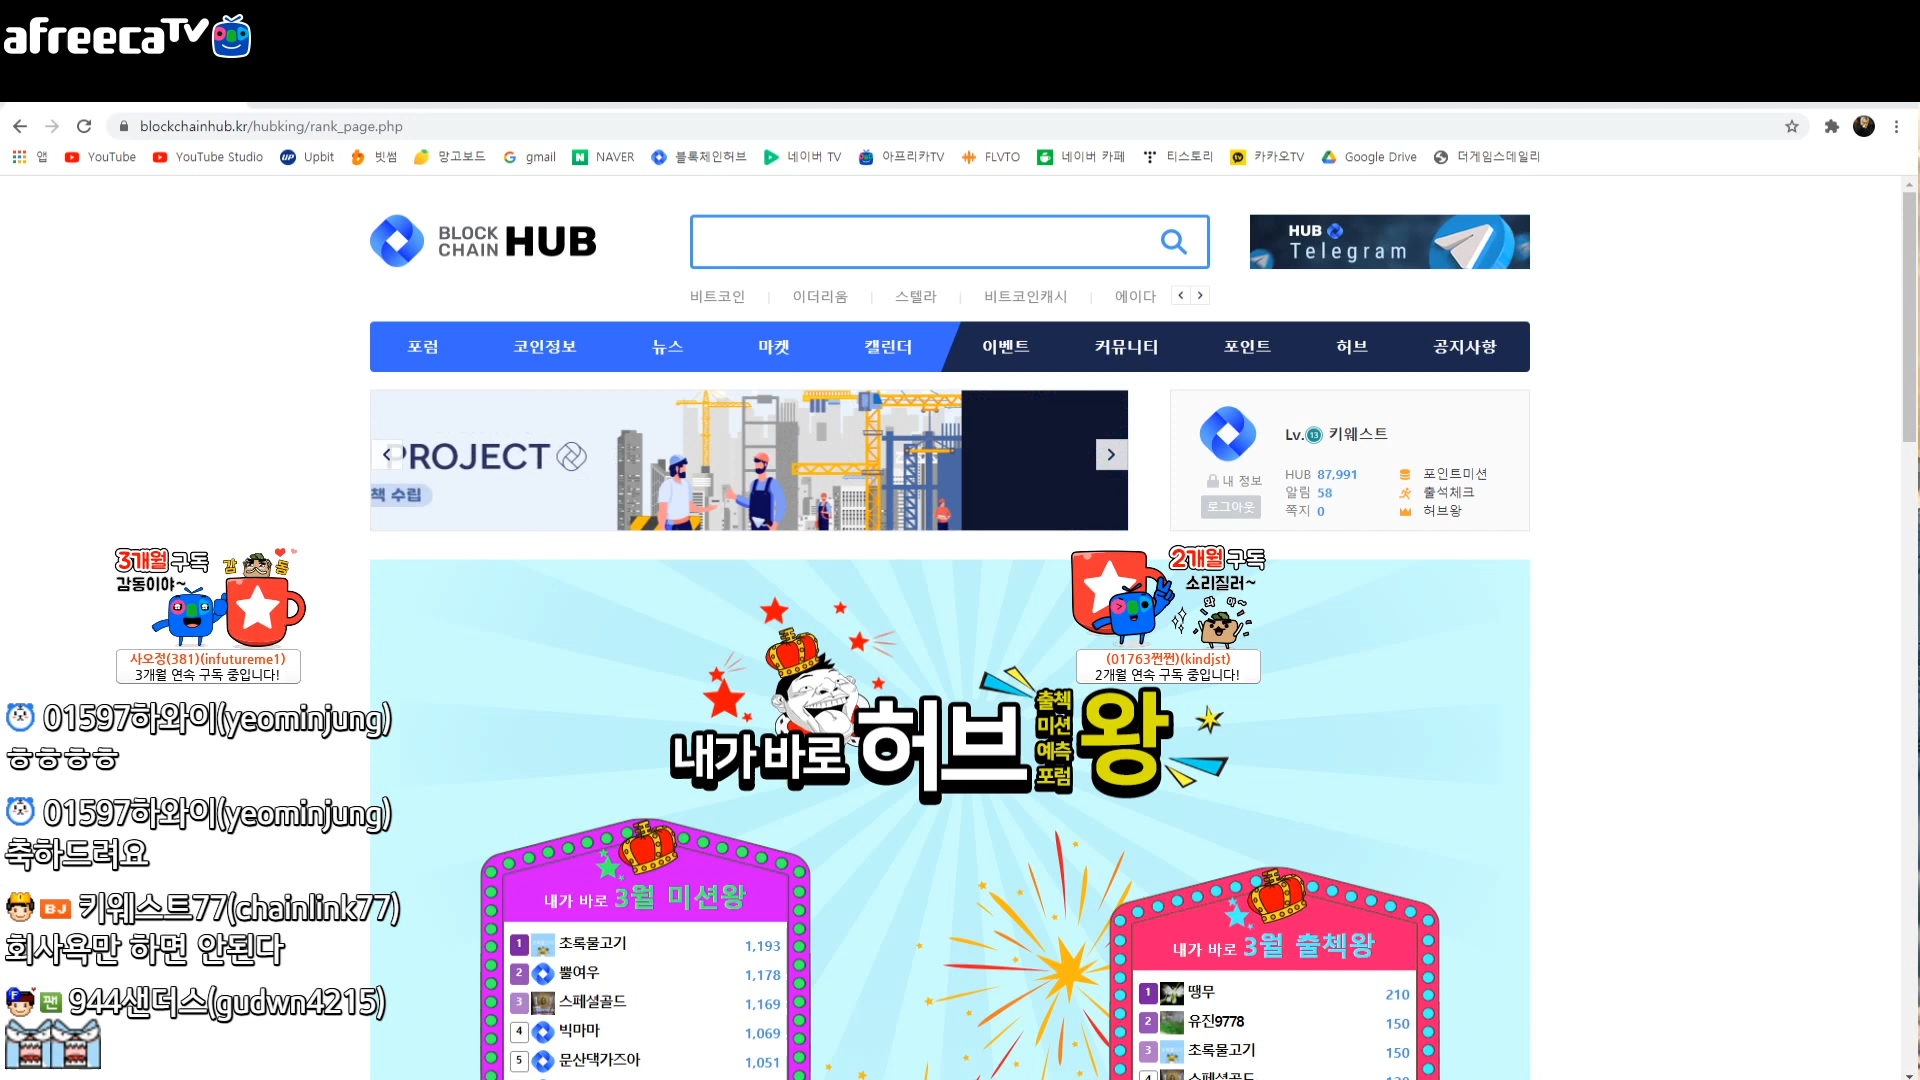 afreecaTV
blockchainhub.kr/hubking/rank_page.php
앱 YouTube YouTube Studio Upbit 빗썸 망고보드 gmail NAVER 블록체인허브 네이버 TV 아프리카TV FLVTO 네이버 카페 티스토리 카카오TV Google Drive 더게임스데일리
BLOCK CHAIN HUB
HUB
Telegram
비트코인 | 이더리움 | 스텔라 | 비트코인캐시 | 에이다
포럼 코인정보 뉴스 마켓 캘린더 이벤트 커뮤니티 포인트 허브 공지사항
PROJECT
책 수립
Lv.13 키웨스트
내 정보
로그아웃
HUB 87,991
알림 58
쪽지 0
포인트미션
출석체크
허브왕
3개월 구독
감동이야~
감동
사오정(381)(infutureme1)
3개월 연속 구독 중입니다!
2개월 구독
소리질러~
와아~
(01763쩐쩐)(kindjst)
2개월 연속 구독 중입니다!
내가 바로 허브왕
출첵
미션
예측
포럼
01597하와이(yeominjung)
ㅎㅎㅎㅎ
01597하와이(yeominjung)
축하드려요
BJ 키웨스트77(chainlink77)
회사욕만 하면 안된다
팬 944샌더스(gudwn4215)
내가 바로 3월 미션왕
1 초록물고기 1,193
2 뿔여우 1,178
3 스페셜골드 1,169
4 빅마마 1,069
5 문산댁가즈아 1,051
내가 바로 3월 출첵왕
1 땡무 210
2 유진9778 150
3 초록물고기 150
4 스페셜골드